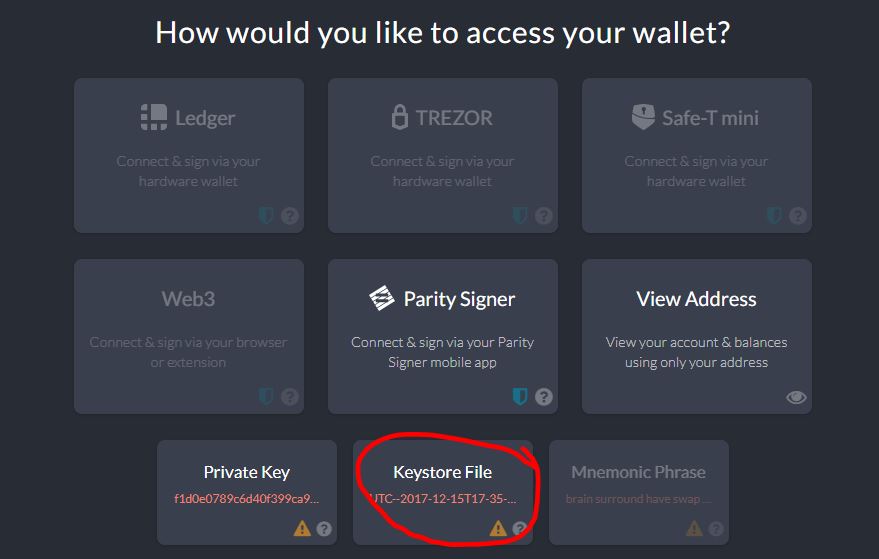 How would you like to access your wallet?
Ledger
Connect & sign via your
hardware wallet
TREZOR
Connect & sign via your
hardware wallet
Safe-T mini
Connect & sign via your
hardware wallet
Web3
Connect & sign via your browser
or extension
Parity Signer
Connect & sign via your Parity
Signer mobile app
View Address
View your account & balances
using only your address
Private Key
f1d0e0789c6d40f399ca9...
Keystore File
UTC--2017-12-15T17-35-...
Mnemonic Phrase
brain surround have swap ...